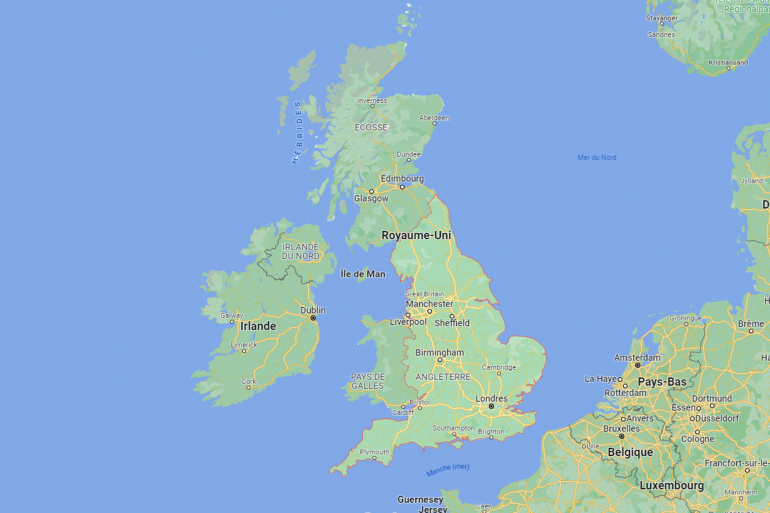 Stavanger
Sandnes
Kristiansand
Inverness
Aberdeen
ÉCOSSE
HÉBRIDES
Mer du Nord
Dundee
Jylland
Édimbourg
Glasgow
D
Royaume-Uni
IRLANDE
DU NORD
Île de Man
Great Britain
Manchester
Dublin
Galway
Irlande
Liverpool
Sheffield
Groningue
Brême
Limerick
Birmingham
Amsterdam
Cambridge
PAYS DE
GALLES
ANGLETERRE
La Haye
Pays-Bas
Cork
Rotterdam
Londres
Dortmund
Essen
Cardiff
Anvers
Düsseldorf
Southampton
Brighton
Bruxelles
Cologne
Lille
Plymouth
Belgique
Manche (mer)
Francfort-sur-le-
Luxembourg
Mannheim
Guernesey
Jersey
Caen